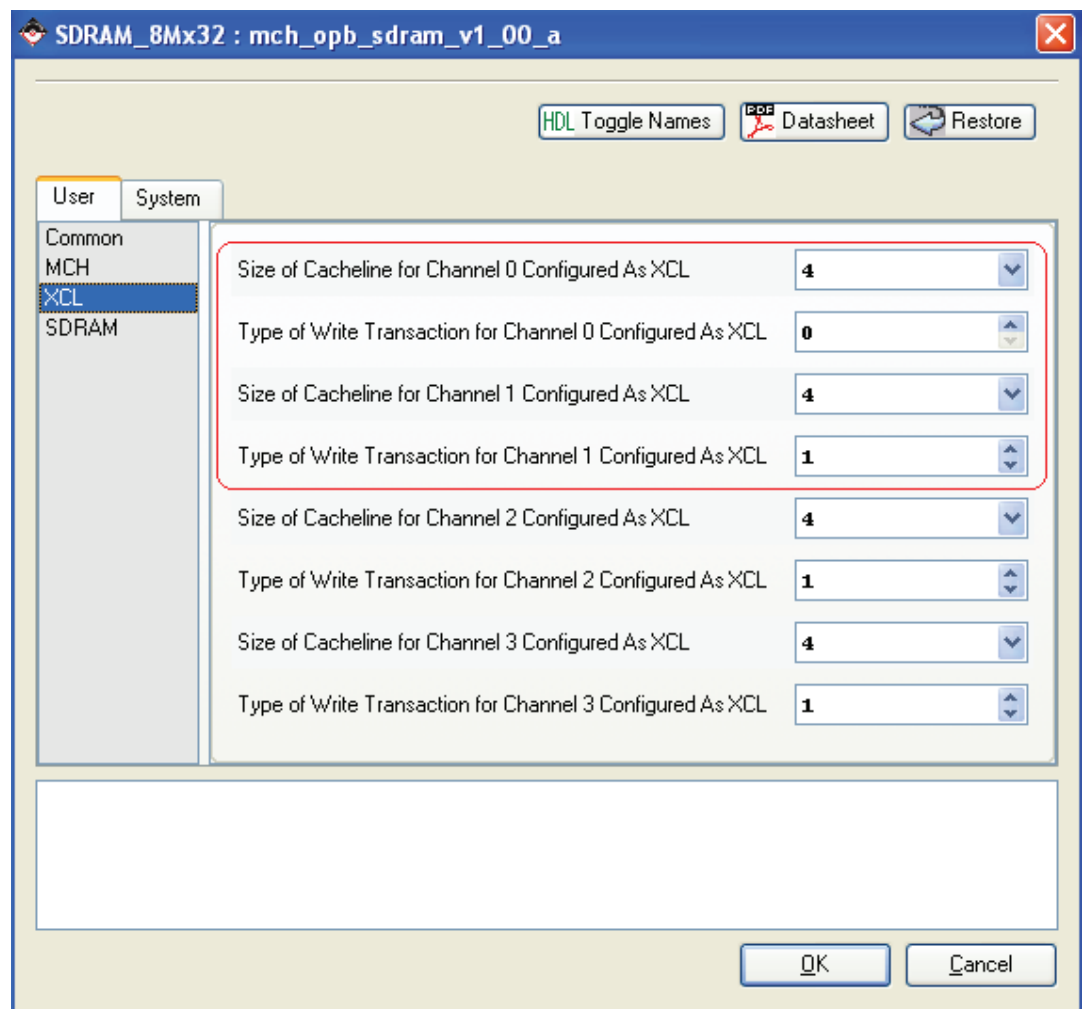 SDRAM_8Mx32 : mch_opb_sdram_v1_00_a
HDL Toggle Names
PDF Datasheet
Restore
User
System
Common
MCH
XCL
SDRAM
Size of Cacheline for Channel 0 Configured As XCL 4
Type of Write Transaction for Channel 0 Configured As XCL 0
Size of Cacheline for Channel 1 Configured As XCL 4
Type of Write Transaction for Channel 1 Configured As XCL 1
Size of Cacheline for Channel 2 Configured As XCL 4
Type of Write Transaction for Channel 2 Configured As XCL 1
Size of Cacheline for Channel 3 Configured As XCL 4
Type of Write Transaction for Channel 3 Configured As XCL 1
OK
Cancel